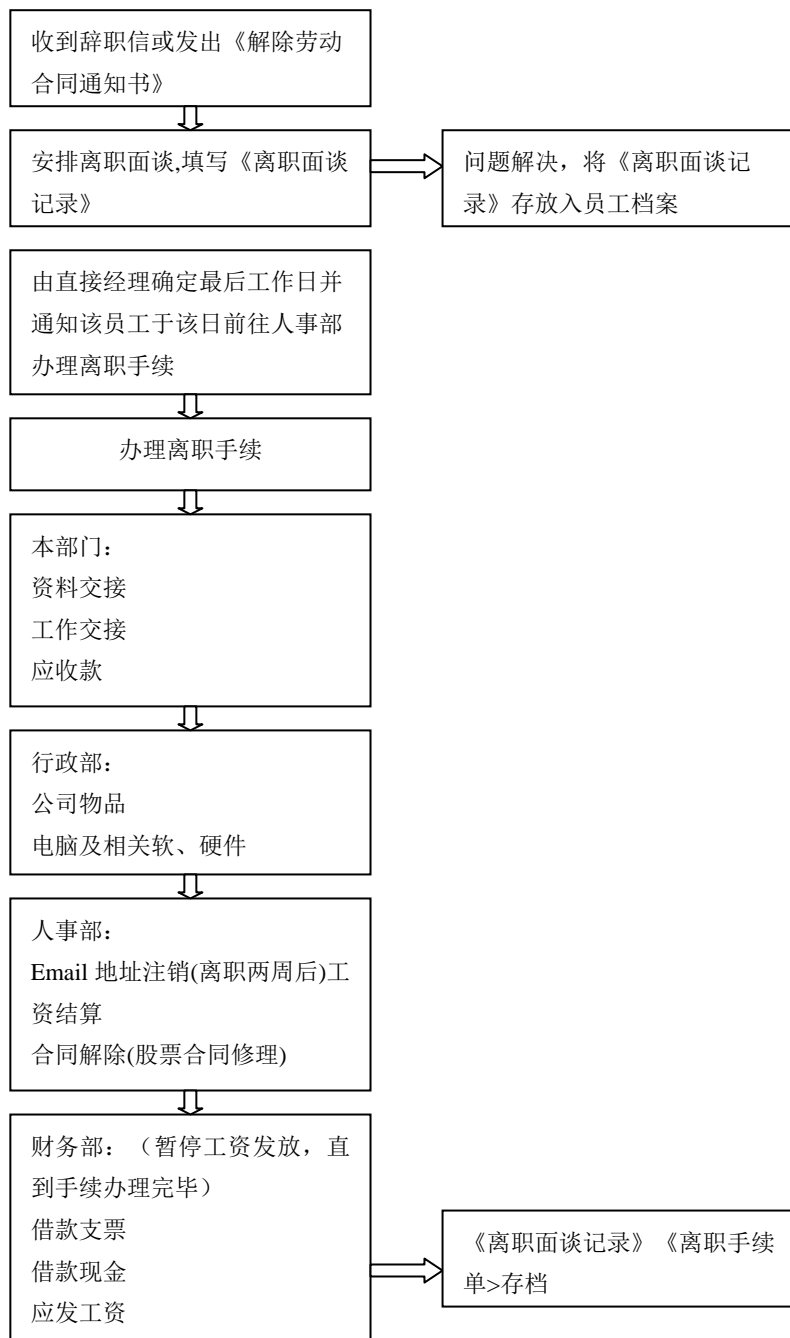 收到辞职信或发出《解除劳动
合同通知书》
安排离职面谈,填写《离职面谈
记录》
问题解决，将《离职面谈记
录》存放入员工档案
由直接经理确定最后工作日并
通知该员工于该日前往人事部
办理离职手续
办理离职手续
本部门：
资料交接
工作交接
应收款
行政部：
公司物品
电脑及相关软、硬件
人事部：
Email 地址注销(离职两周后)工
资结算
合同解除(股票合同修理)
财务部：（暂停工资发放，直
到手续办理完毕）
借款支票
借款现金
应发工资
《离职面谈记录》《离职手续
单>存档